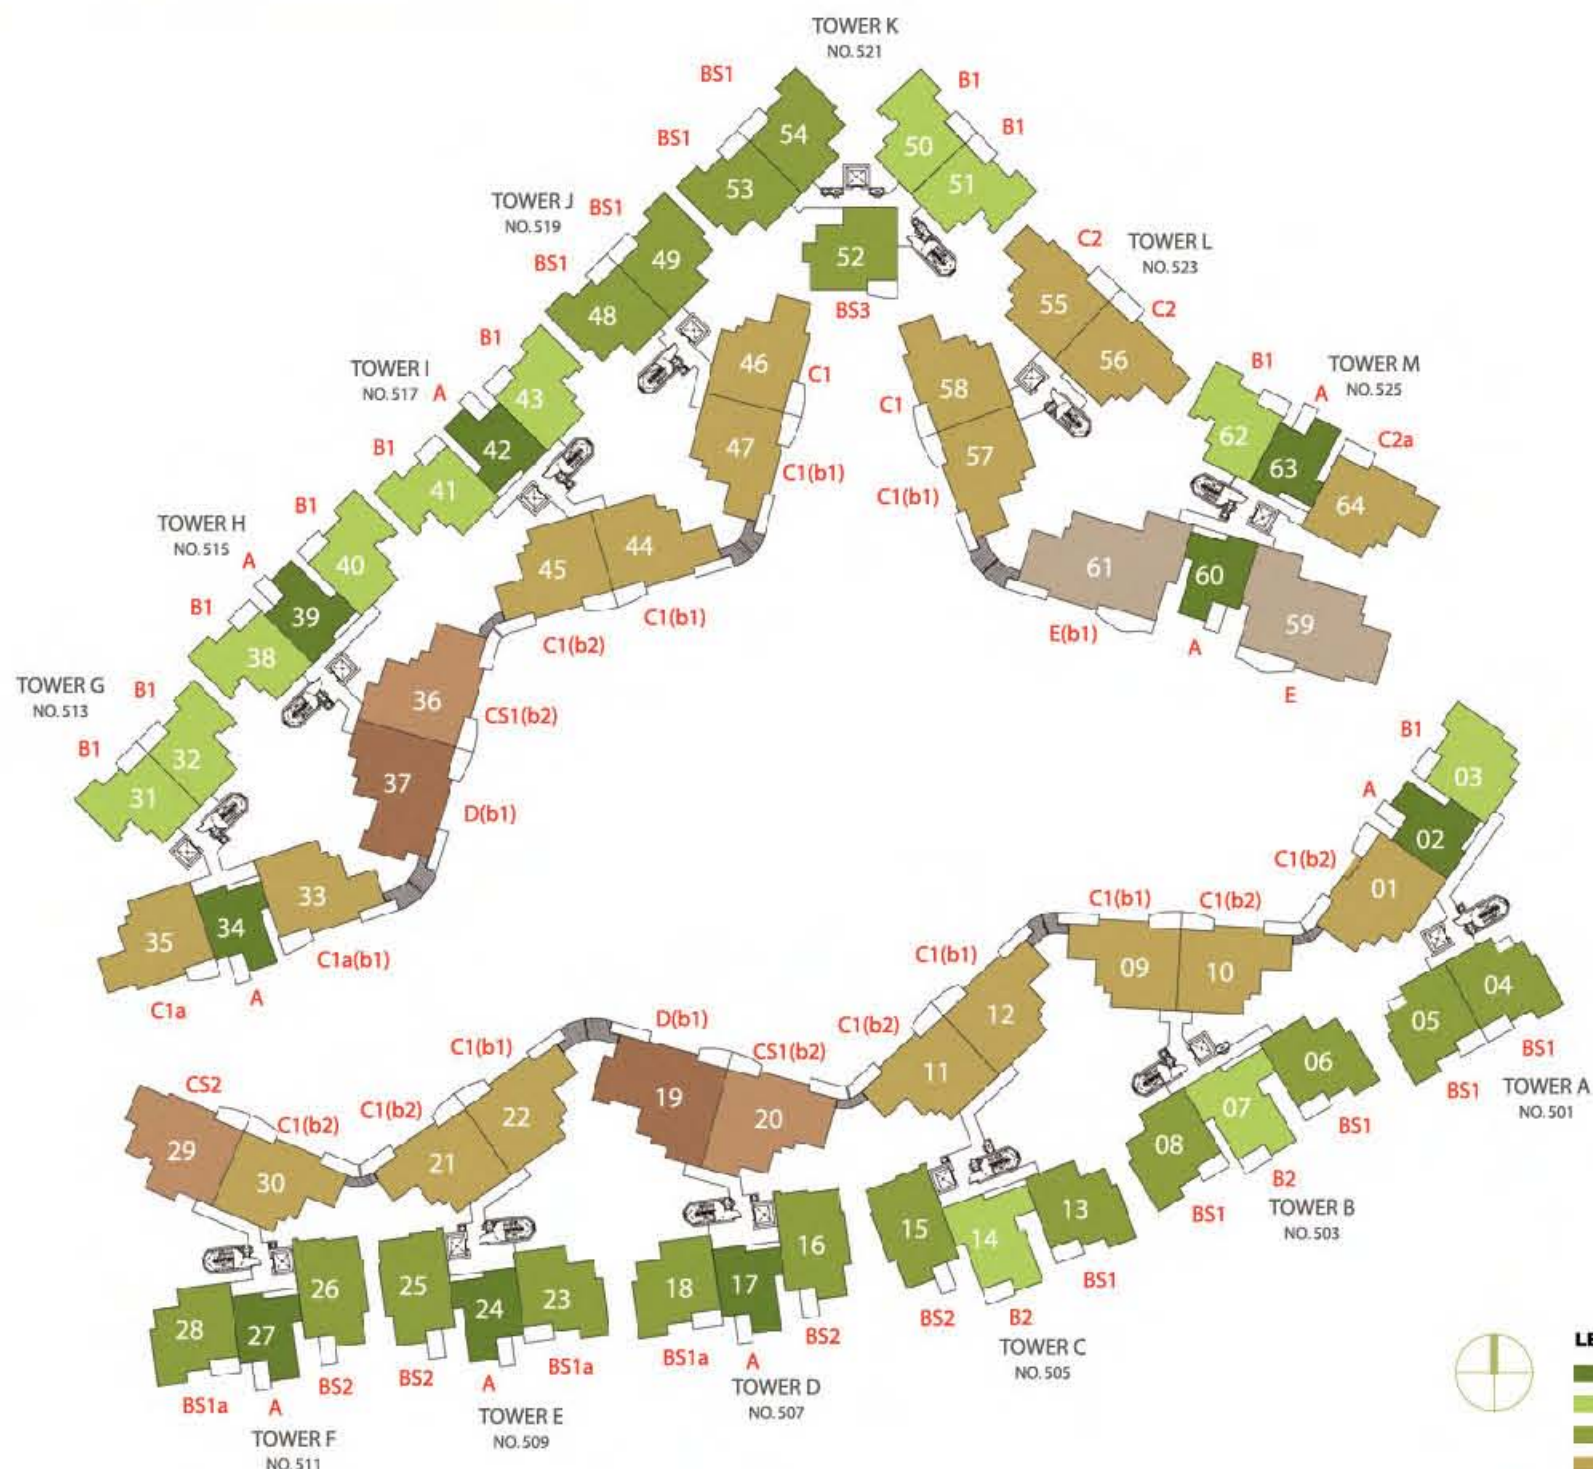 TOWER K
NO.521
BS1
B1
BS1
54
50
B1
53
51
TOWER J
NO.519
BS1
BS1
49
52
48
BS3
C2
TOWER L
NO.523
55
C2
56
B1
46
C1
58
C1
TOWER I
NO.517
A
43
B1
42
41
47
C1(b1)
57
C1(b1)
B1
TOWER M
NO.525
A
62
C2a
63
64
TOWER H
NO.515
B1
A
40
B1
39
38
44
45
C1(b1)
C1(b2)
61
60
59
E(b1)
A
E
TOWER G
NO.513
B1
B1
32
31
36
CS1(b2)
37
D(b1)
33
34
35
C1a(b1)
C1a
A
B1
03
A
02
C1(b2)
01
C1(b1)
C1(b2)
09
10
04
05
BS1
BS1
TOWER A
NO.501
C1(b1)
12
C1(b2)
11
06
07
08
BS1
B2
BS1
TOWER B
NO.503
D(b1)
CS1(b2)
19
20
15
14
13
BS1
BS2
B2
TOWER C
NO.505
C1(b1)
C1(b2)
22
21
16
17
18
BS2
BS1a
A
TOWER D
NO.507
CS2
C1(b2)
29
30
25
24
23
BS2
A
BS1a
TOWER E
NO.509
26
27
28
BS1a
A
BS2
TOWER F
NO.511
LE